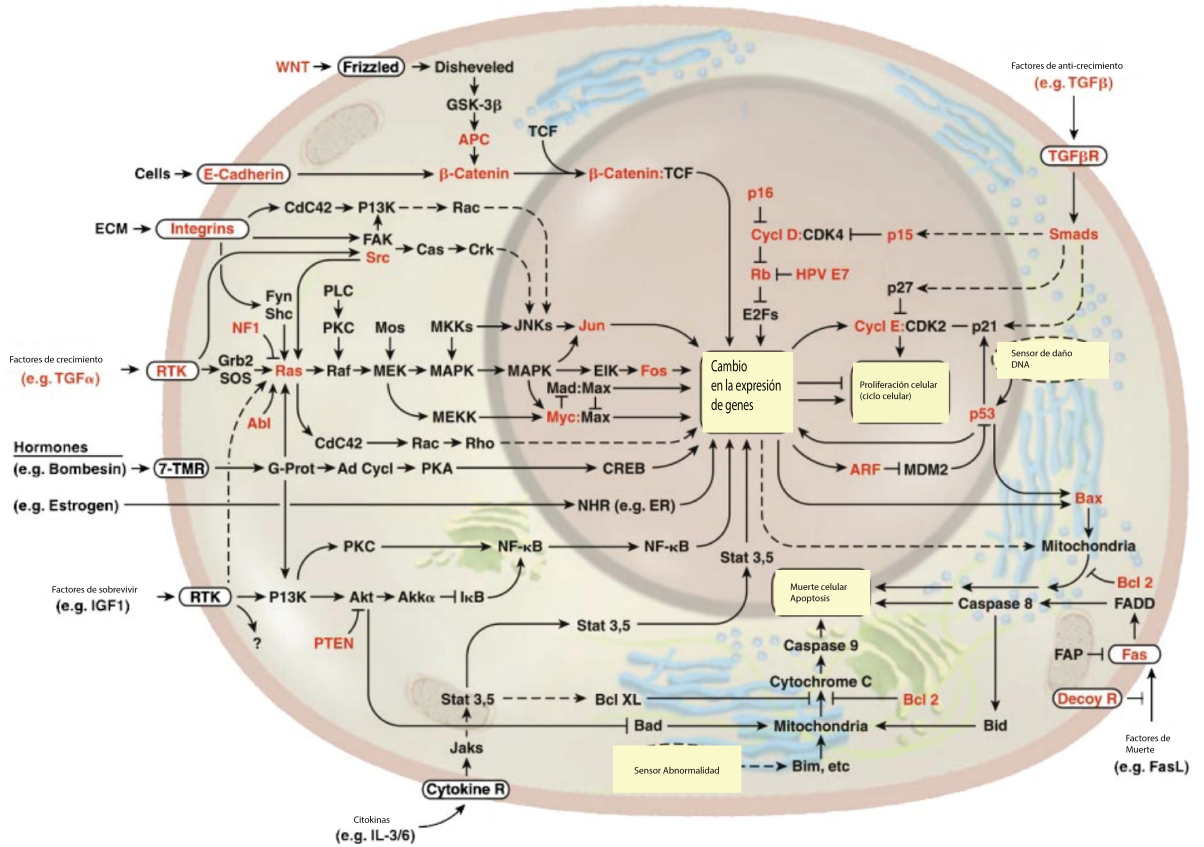 WNT
Frizzled
Disheveled
GSK-3β
APC
TCF
Cells
E-Cadherin
β-Catenin
β-Catenin:TCF
ECM
Integrins
CdC42
P13K
Rac
FAK
Src
Cas
Crk
Fyn
Shc
NF1
PLC
PKC
Mos
MKKs
JNKs
Jun
Factores de crecimiento
(e.g. TGFα)
RTK
Grb2
SOS
Ras
Raf
MEK
MAPK
MAPK
EIK
Fos
Mad:Max
MEKK
Myc:Max
Abl
CdC42
Rac
Rho
Hormones
(e.g. Bombesin)
7-TMR
G-Prot
Ad Cycl
PKA
CREB
(e.g. Estrogen)
NHR (e.g. ER)
PKC
NF-κB
NF-κB
Stat 3,5
Factores de sobrevivir
(e.g. IGF1)
RTK
P13K
Akt
Akkα
IκB
?
PTEN
Stat 3,5
Stat 3,5
Bcl XL
Bad
Jaks
Cytokine R
Citokinas
(e.g. IL-3/6)
Factores de anti-crecimiento
(e.g. TGFβ)
TGFβR
Smads
p16
Cycl D:CDK4
p15
Rb
HPV E7
E2Fs
p27
Cycl E:CDK2
p21
Cambio
en la expresión
de genes
Proliferación celular
(ciclo celular)
Sensor de daño
DNA
p53
ARF
MDM2
Bax
Mitochondria
Bcl 2
Muerte celular
Apoptosis
Caspase 8
FADD
Caspase 9
FAP
Fas
Cytochrome C
Bcl 2
Decoy R
Mitochondria
Bid
Sensor Abnormalidad
Bim, etc
Factores de
Muerte
(e.g. FasL)